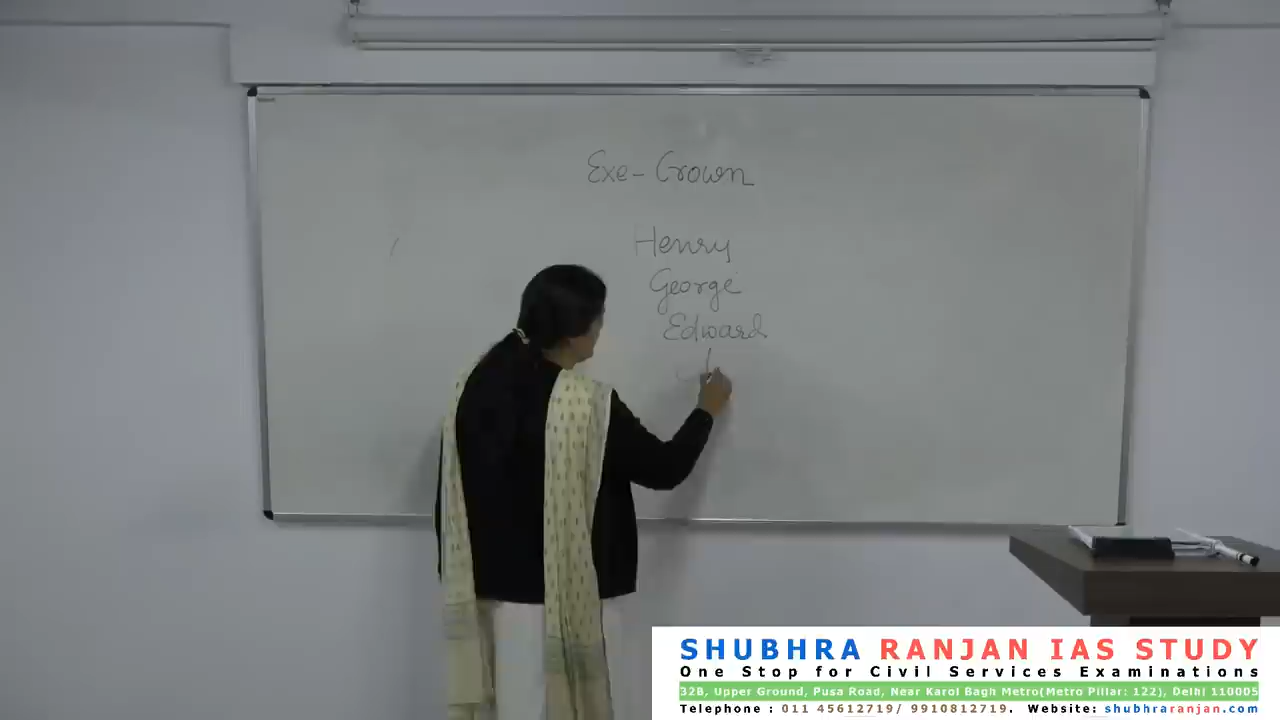 Exe - Crown
Henry
George
Edward
SHUBHRA RANJAN IAS STUDY
One Stop for Civil Services Examinations
32B, Upper Ground, Pusa Road, Near Karol Bagh Metro(Metro Pillar: 122), Delhi 110005
Telephone : 011 45612719/ 9910812719. Website: shubhraranjan.com